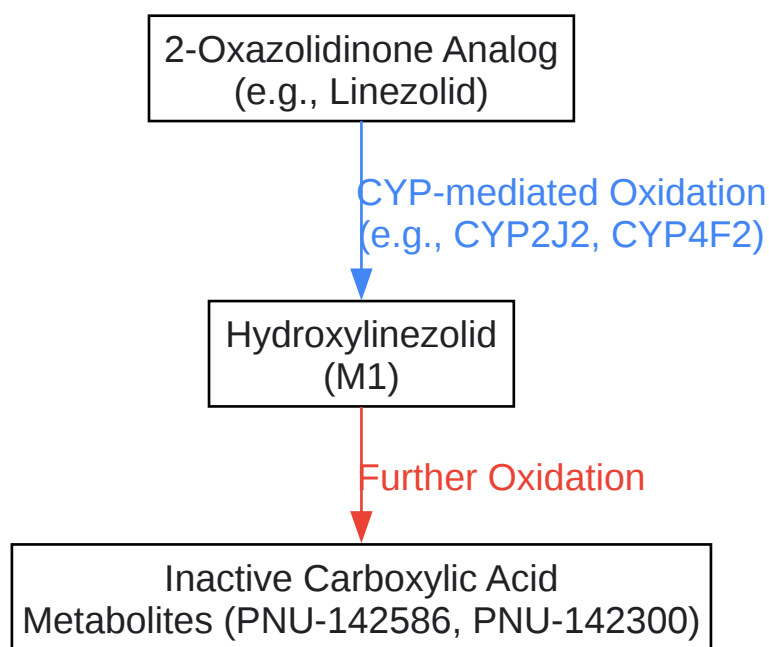 2-Oxazolidinone Analog
(e.g., Linezolid)
CYP-mediated Oxidation
(e.g., CYP2J2, CYP4F2)
Hydroxylinezolid
(M1)
Further Oxidation
Inactive Carboxylic Acid
Metabolites (PNU-142586, PNU-142300)